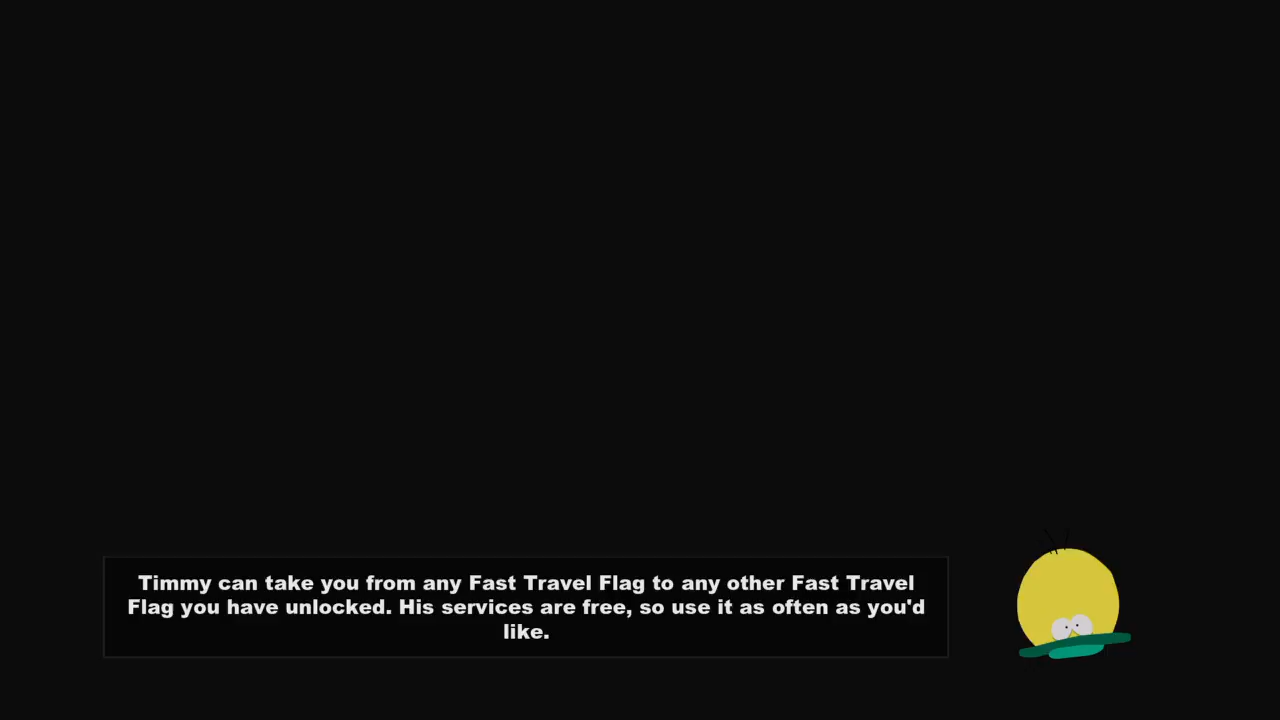 Timmy can take you from any Fast Travel Flag to any other Fast Travel
Flag you have unlocked. His services are free, so use it as often as you'd
like.